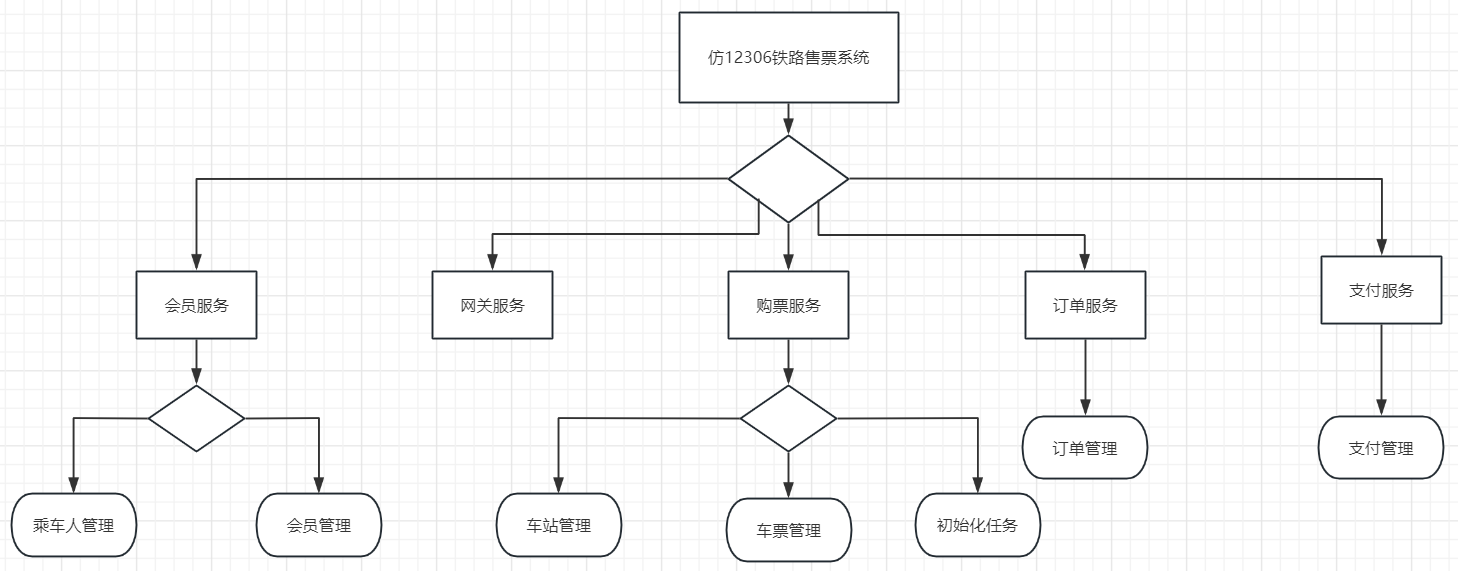 仿12306铁路售票系统
会员服务
网关服务
购票服务
订单服务
支付服务
订单管理
支付管理
乘车人管理
会员管理
车站管理
车票管理
初始化任务